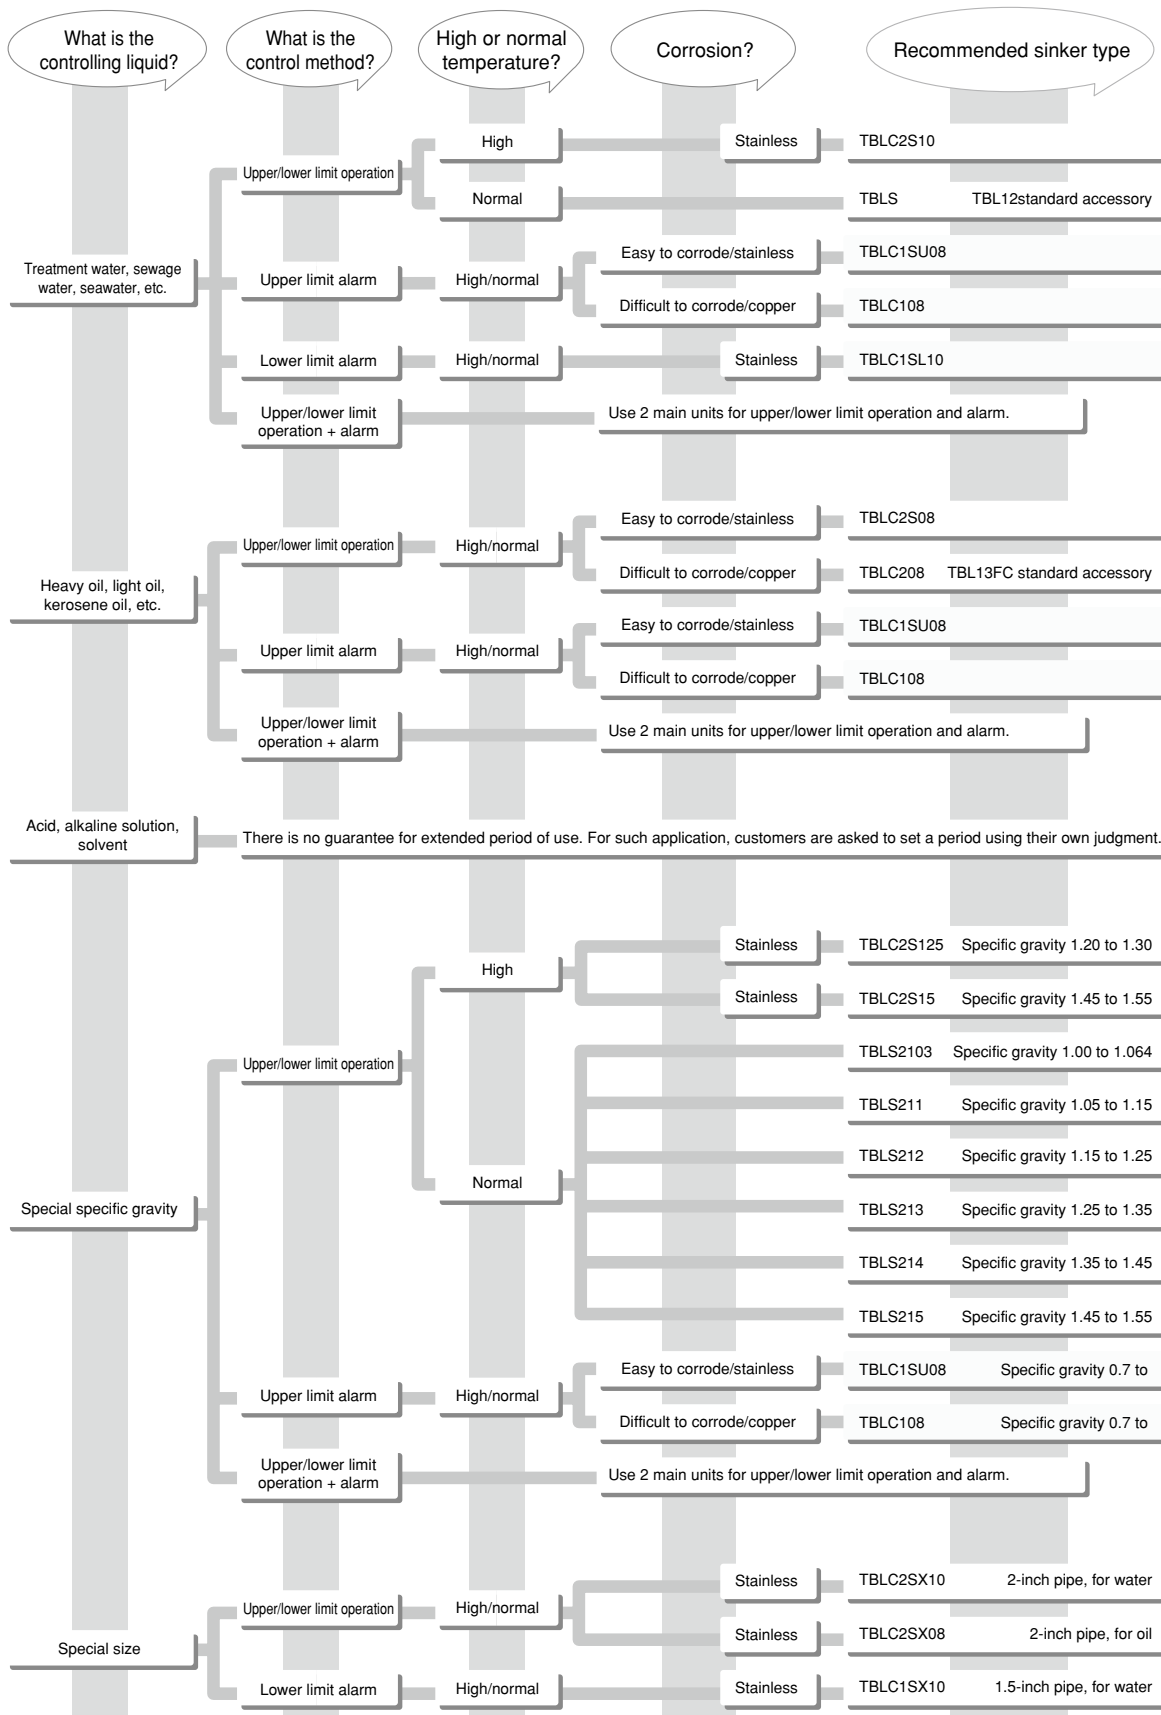 What is the
controlling liquid?
What is the
control method?
High or normal
temperature?
Corrosion?
Recommended sinker type
Treatment water, sewage
water, seawater, etc.
Upper/lower limit operation
High
Stainless
TBLC2S10
Normal
TBLS TBL12standard accessory
Upper limit alarm
High/normal
Easy to corrode/stainless
TBLC1SU08
Difficult to corrode/copper
TBLC108
Lower limit alarm
High/normal
Stainless
TBLC1SL10
Upper/lower limit
operation + alarm
Use 2 main units for upper/lower limit operation and alarm.
Heavy oil, light oil,
kerosene oil, etc.
Upper/lower limit operation
High/normal
Easy to corrode/stainless
TBLC2S08
Difficult to corrode/copper
TBLC208 TBL13FC standard accessory
Upper limit alarm
High/normal
Easy to corrode/stainless
TBLC1SU08
Difficult to corrode/copper
TBLC108
Upper/lower limit
operation + alarm
Use 2 main units for upper/lower limit operation and alarm.
Acid, alkaline solution,
solvent
There is no guarantee for extended period of use. For such application, customers are asked to set a period using their own judgment.
Special specific gravity
Upper/lower limit operation
High
Stainless
TBLC2S125 Specific gravity 1.20 to 1.30
Stainless
TBLC2S15 Specific gravity 1.45 to 1.55
Normal
TBLS2103 Specific gravity 1.00 to 1.064
TBLS211 Specific gravity 1.05 to 1.15
TBLS212 Specific gravity 1.15 to 1.25
TBLS213 Specific gravity 1.25 to 1.35
TBLS214 Specific gravity 1.35 to 1.45
TBLS215 Specific gravity 1.45 to 1.55
Upper limit alarm
High/normal
Easy to corrode/stainless
TBLC1SU08 Specific gravity 0.7 to
Difficult to corrode/copper
TBLC108 Specific gravity 0.7 to
Upper/lower limit
operation + alarm
Use 2 main units for upper/lower limit operation and alarm.
Special size
Upper/lower limit operation
High/normal
Stainless
TBLC2SX10 2-inch pipe, for water
Stainless
TBLC2SX08 2-inch pipe, for oil
Lower limit alarm
High/normal
Stainless
TBLC1SX10 1.5-inch pipe, for water